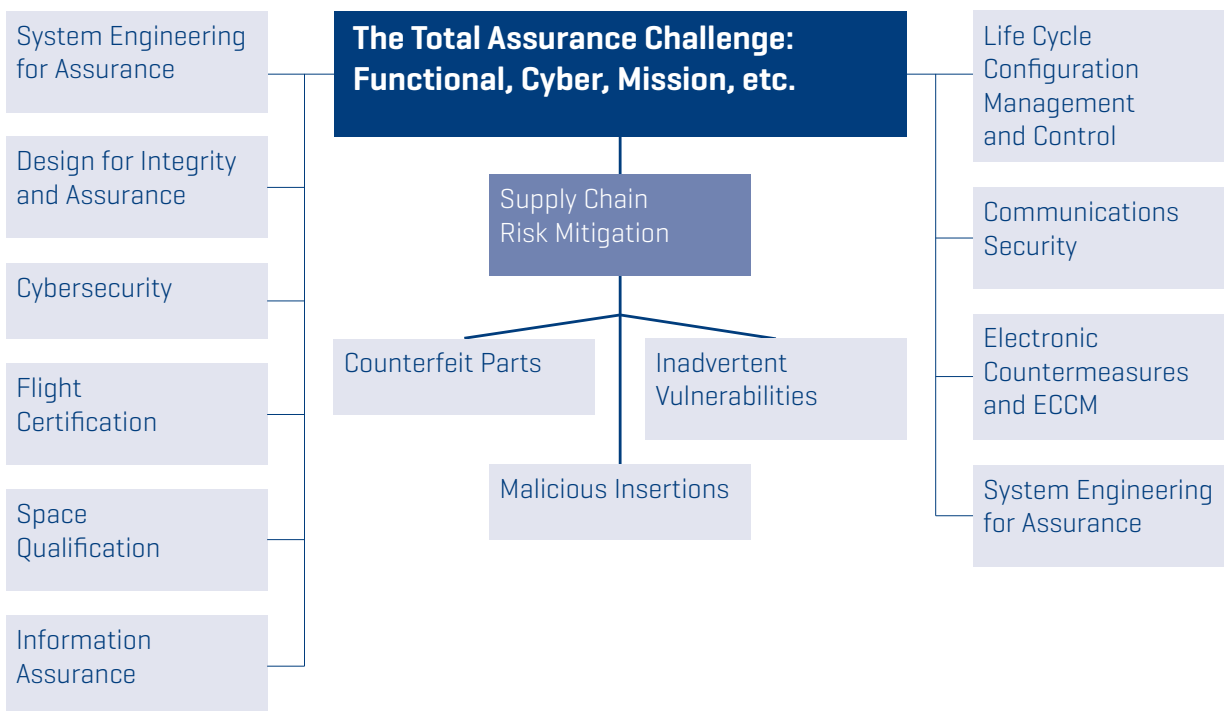 The Total Assurance Challenge:
Functional, Cyber, Mission, etc.
System Engineering
for Assurance
Design for Integrity
and Assurance
Cybersecurity
Flight
Certification
Space
Qualification
Information
Assurance
Supply Chain
Risk Mitigation
Counterfeit Parts
Inadvertent
Vulnerabilities
Malicious Insertions
Life Cycle
Configuration
Management
and Control
Communications
Security
Electronic
Countermeasures
and ECCM
System Engineering
for Assurance